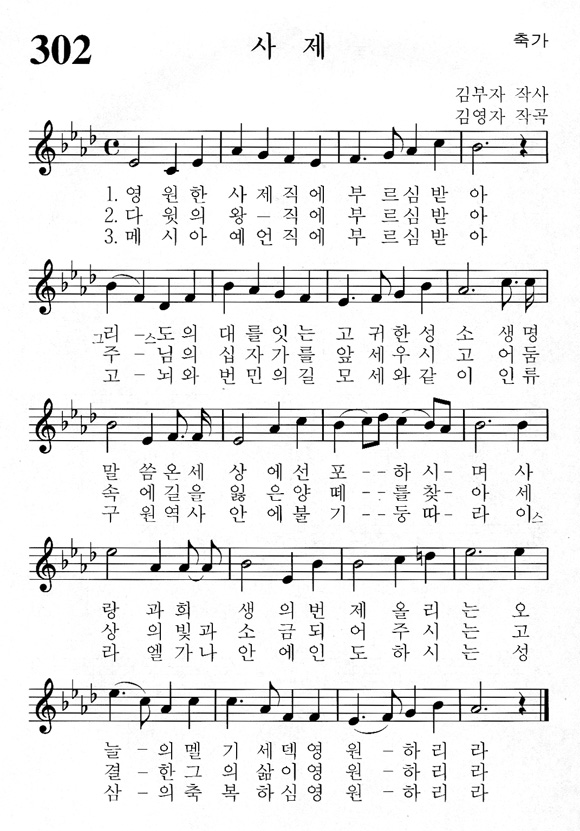 302
사 제
축가
김부자 작사
김영자 작곡
1. 영 원 한 사 제 직 에 부 르 심 받 아
2. 다 윗 의 왕 - 직 에 부 르 심 받 아
3. 메 시 아 예 언 직 에 부 르 심 받 아
그리 - 스도 의 대 를 잇 는 고 귀 한 성 소 생 명
주 - 님 의 십 자 가 를 앞 세 우 시 고 어 둠
고 - 뇌 와 번 민 의 길 모 세 와 같 이 인 류
말 씀 온 세 상 에 선 포 - - 하 시 - 며 사
속 에 길 을 잃 은 양 떼 - - 를 찾 - 아 세
구 원 역 사 안 에 불 기 - - 둥 따 - 라 이스
랑 과 희 생 의 번 제 올 리 는 오
상 의 빛 과 소 금 되 어 주 시 는 고
라 엘 가 나 안 에 인 도 하 시 는 성
늘 - 의 멜 기 세 덱 영 원 - 하 리 라
결 - 한 그 의 삶 이 영 원 - 하 리 라
삼 - 의 축 복 하 심 영 원 - 하 리 라